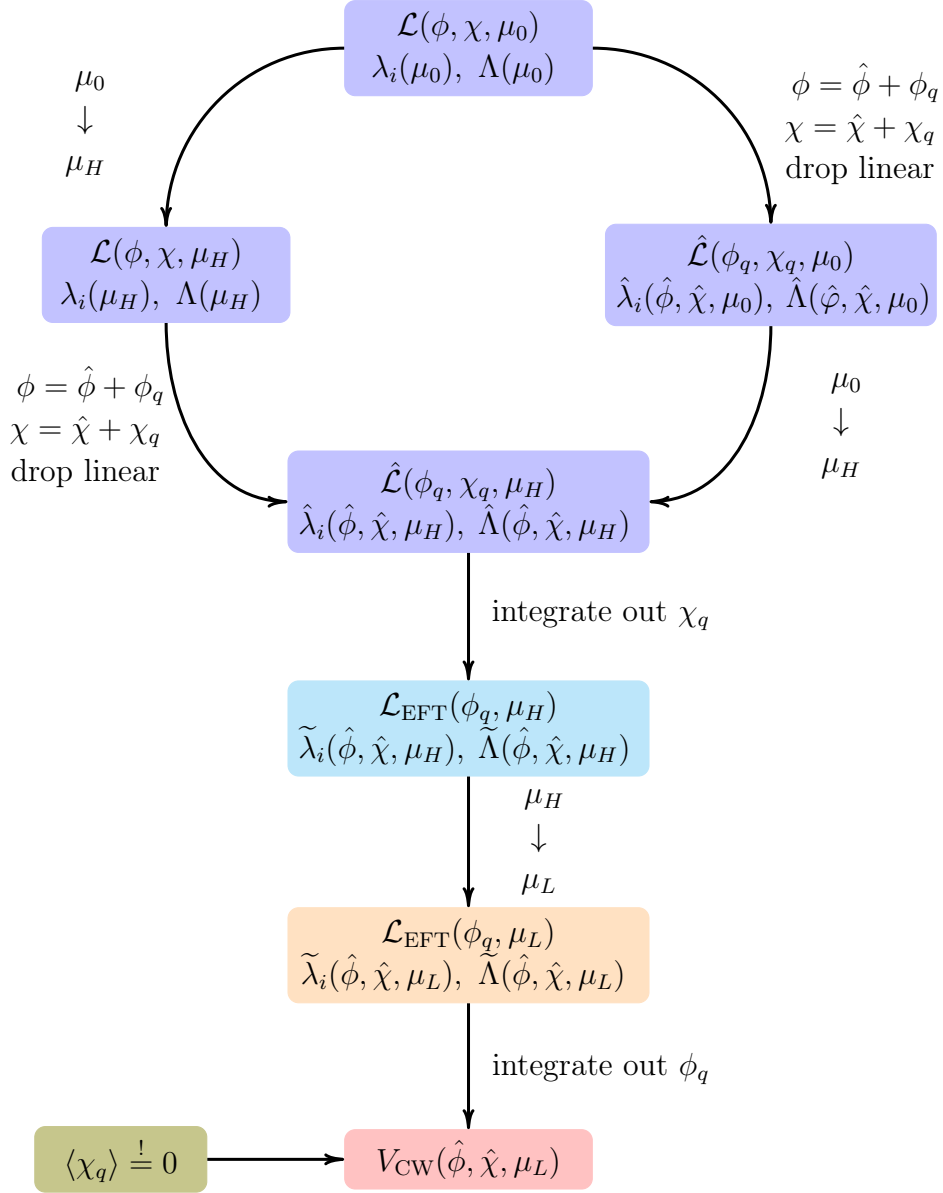 ℒ(ϕ, χ, μ₀)
λᵢ(μ₀), Λ(μ₀)
μ₀
↓
μ_H
ϕ = ϕ̂ + ϕ_q
χ = χ̂ + χ_q
drop linear
ℒ(ϕ, χ, μ_H)
λᵢ(μ_H), Λ(μ_H)
ℒ̂(ϕ_q, χ_q, μ₀)
λ̂ᵢ(ϕ̂, χ̂, μ₀), Λ̂(φ̂, χ̂, μ₀)
ϕ = ϕ̂ + ϕ_q
χ = χ̂ + χ_q
drop linear
μ₀
↓
μ_H
ℒ̂(ϕ_q, χ_q, μ_H)
λ̂ᵢ(ϕ̂, χ̂, μ_H), Λ̂(ϕ̂, χ̂, μ_H)
integrate out χ_q
ℒ_EFT(ϕ_q, μ_H)
λ̃ᵢ(ϕ̂, χ̂, μ_H), Λ̃(ϕ̂, χ̂, μ_H)
μ_H
↓
μ_L
ℒ_EFT(ϕ_q, μ_L)
λ̃ᵢ(ϕ̂, χ̂, μ_L), Λ̃(ϕ̂, χ̂, μ_L)
integrate out ϕ_q
⟨χ_q⟩ =! 0
V_CW(ϕ̂, χ̂, μ_L)